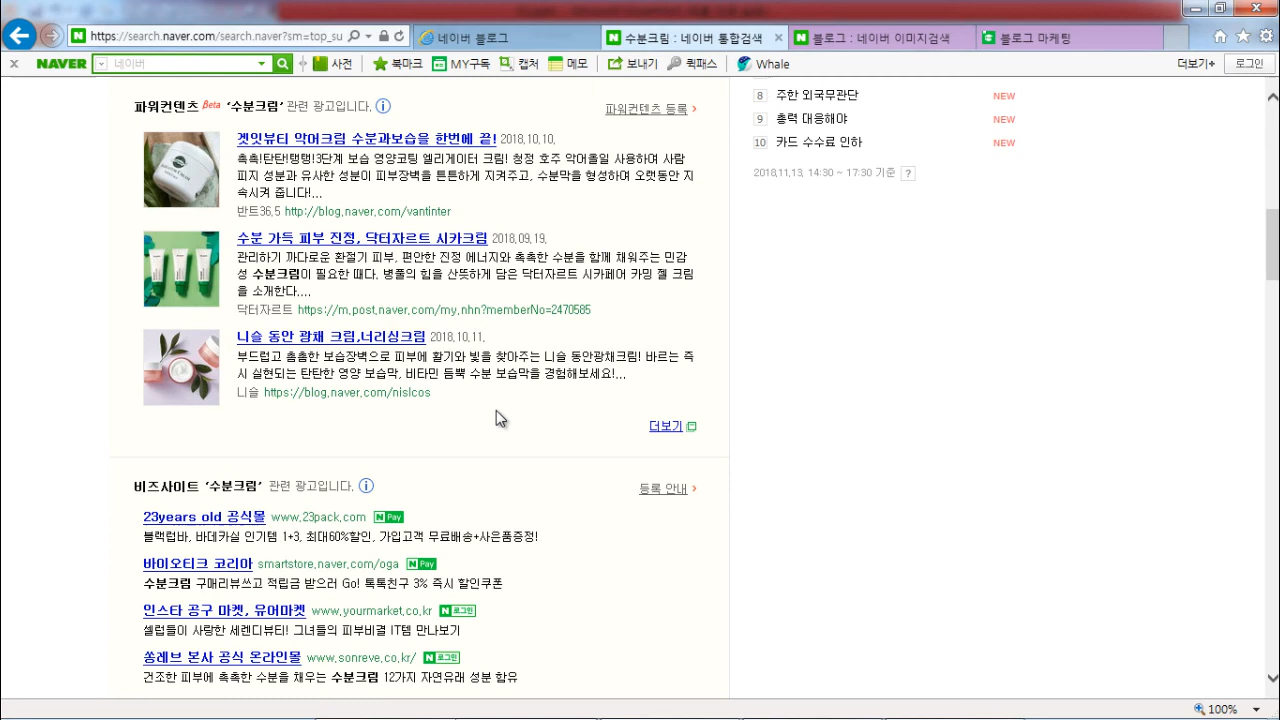 https://search.naver.com/search.naver?sm=top_su
네이버 블로그
수분크림 : 네이버 통합검색
블로그 : 네이버 이미지검색
블로그 마케팅
NAVER
네이버
사전
북마크
MY구독
캡처
메모
보내기
퀵패스
Whale
더보기+
로그인
파워컨텐츠 Beta '수분크림' 관련 광고입니다.
파워컨텐츠 등록
겟잇뷰티 악어크림 수분과보습을 한번에 끝! 2018.10.10.
촉촉!탄탄!탱탱!3단계 보습 영양코팅 엘리게이터 크림! 청정 호주 악어올일 사용하며 사람
피지 성분과 유사한 성분이 피부장벽을 튼튼하게 지켜주고, 수분막을 형성하여 오랫동안 지
속시켜 줍니다!...
반트36.5 http://blog.naver.com/vantinter
수분 가득 피부 진정, 닥터자르트 시카크림 2018.09.19.
관리하기 까다로운 환절기 피부, 편안한 진정 에너지와 촉촉한 수분을 함께 채워주는 민감
성 수분크림이 필요한 때다. 병풀의 힘을 산뜻하게 담은 닥터자르트 시카페어 카밍 젤 크림
을 소개한다....
닥터자르트 https://m.post.naver.com/my.nhn?memberNo=2470585
니슬 동안 광채 크림,너리싱크림 2018.10.11.
부드럽고 촘촘한 보습장벽으로 피부에 활기와 빛을 찾아주는 니슬 동안광채크림! 바르는 즉
시 실현되는 탄탄한 영양 보습막, 비타민 듬뿍 수분 보습막을 경험해보세요!...
니슬 https://blog.naver.com/nislcos
더보기
비즈사이트 '수분크림' 관련 광고입니다.
등록 안내
23years old 공식몰 www.23pack.com N Pay
블랙럽바, 바데카실 인기템 1+3, 최대60%할인, 가입고객 무료배송+사은품증정!
바이오티크 코리아 smartstore.naver.com/oga N Pay
수분크림 구매리뷰쓰고 적립금 받으러 Go! 톡톡친구 3% 즉시 할인쿠폰
인스타 공구 마켓, 유어마켓 www.yourmarket.co.kr N 로그인
셀럽들이 사랑한 세렌디뷰티! 그녀들의 피부비결 IT템 만나보기
쏭레브 본사 공식 온라인몰 www.sonreve.co.kr/ N 로그인
건조한 피부에 촉촉한 수분을 채우는 수분크림 12가지 자연유래 성분 함유
8 주한 외국무관단 NEW
9 총력 대응해야 NEW
10 카드 수수료 인하 NEW
2018.11.13. 14:30 ~ 17:30 기준 ?
100%